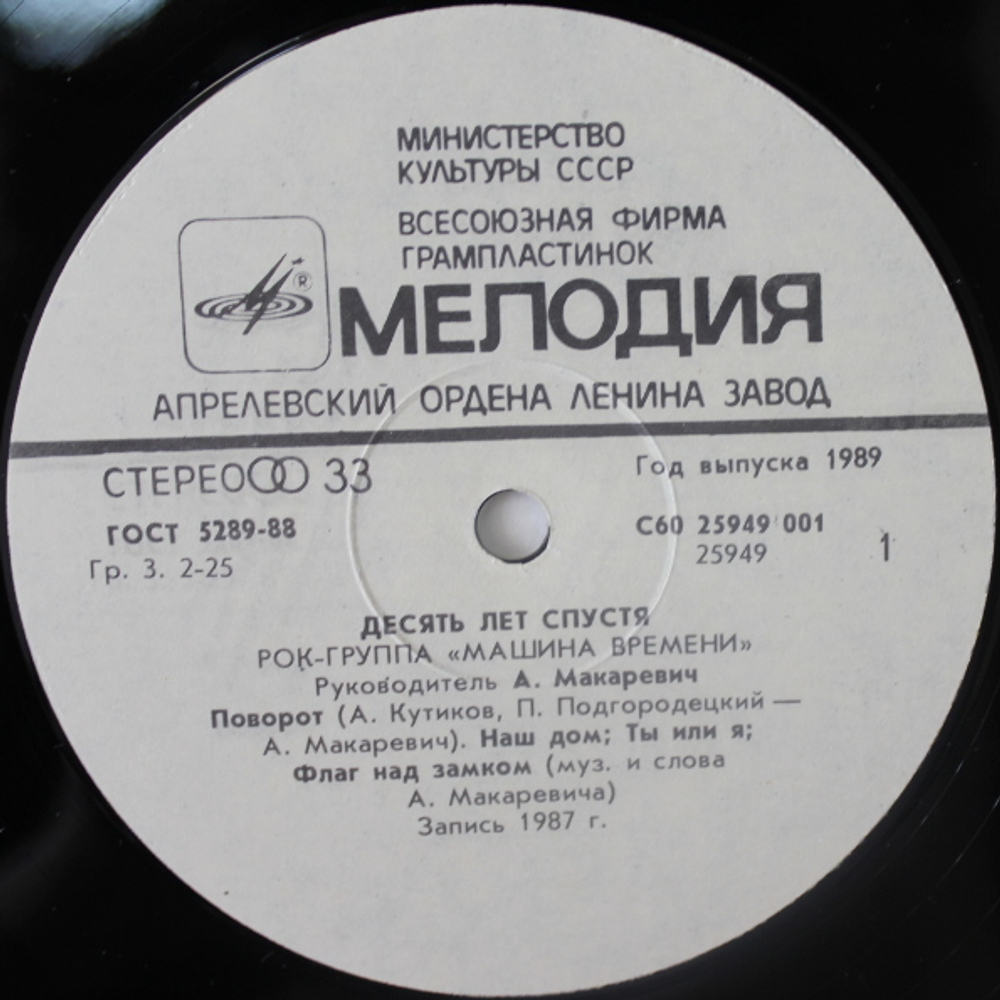 МИНИСТЕРСТВО
КУЛЬТУРЫ СССР
ВСЕСОЮЗНАЯ ФИРМА
ГРАМПЛАСТИНОК
®
МЕЛОДИЯ
АПРЕЛЕВСКИЙ ОРДЕНА ЛЕНИНА ЗАВОД
СТЕРЕО 33
Год выпуска 1989
ГОСТ 5289-88
С60 25949 001
Гр. 3. 2-25
25949
1
ДЕСЯТЬ ЛЕТ СПУСТЯ
РОК-ГРУППА «МАШИНА ВРЕМЕНИ»
Руководитель А. Макаревич
Поворот (А. Кутиков, П. Подгородецкий —
А. Макаревич). Наш дом; Ты или я;
Флаг над замком (муз. и слова
А. Макаревича)
Запись 1987 г.